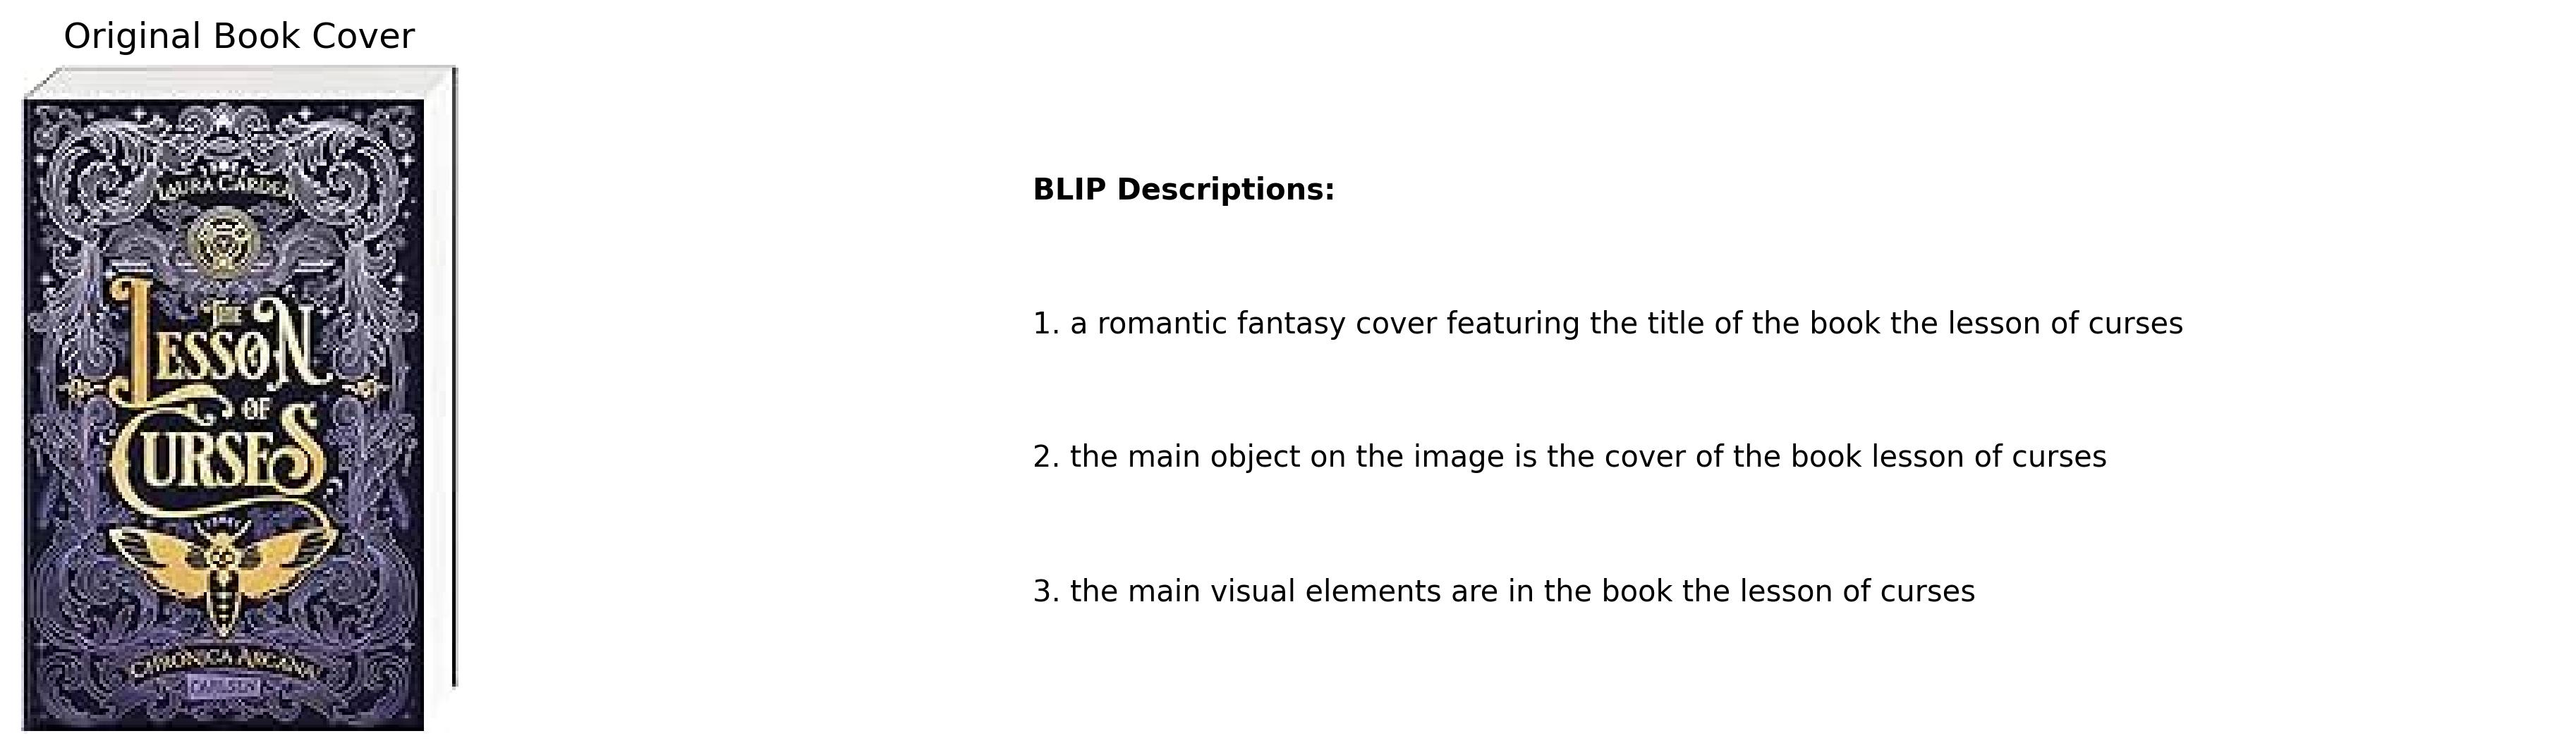 Original Book Cover
LAURA CARDEA
THE
LESSON
OF
CURSES
CHRONICA ARCANA
CARLSEN
BLIP Descriptions:
1. a romantic fantasy cover featuring the title of the book the lesson of curses
2. the main object on the image is the cover of the book lesson of curses
3. the main visual elements are in the book the lesson of curses